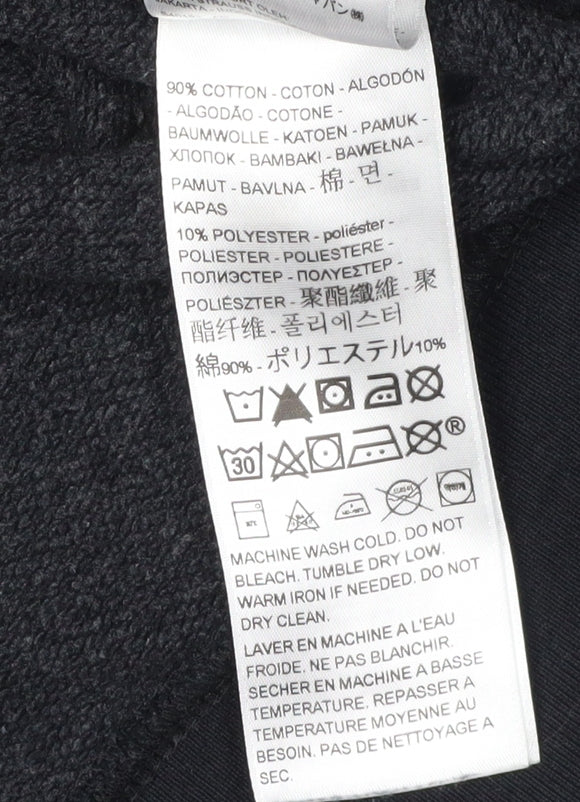 JAKARTA
DISTRAUSI OLEH
90% COTTON - COTON - ALGODÓN
- ALGODÃO - COTONE -
BAUMWOLLE - KATOEN - PAMUK -
ХЛОПОК - BAMBAKI - BAWEŁNA -
PAMUT - BAVLNA - 棉 - 면 -
KAPAS
10% POLYESTER - poliéster -
POLIESTER - POLIESTERE -
ПОЛИЭСТЕР - ΠΟΛΥΕΣΤΕΡ -
POLIÉSZTER - 聚酯纖維 - 聚
酯纤维 - 폴리에스터
綿90% - ポリエステル10%
30 ®
MACHINE WASH COLD. DO NOT
BLEACH. TUMBLE DRY LOW.
WARM IRON IF NEEDED. DO NOT
DRY CLEAN.
LAVER EN MACHINE A L'EAU
FROIDE. NE PAS BLANCHIR.
SECHER EN MACHINE A BASSE
TEMPERATURE. REPASSER A
TEMPERATURE MOYENNE AU
BESOIN. PAS DE NETTOYAGE A
SEC.